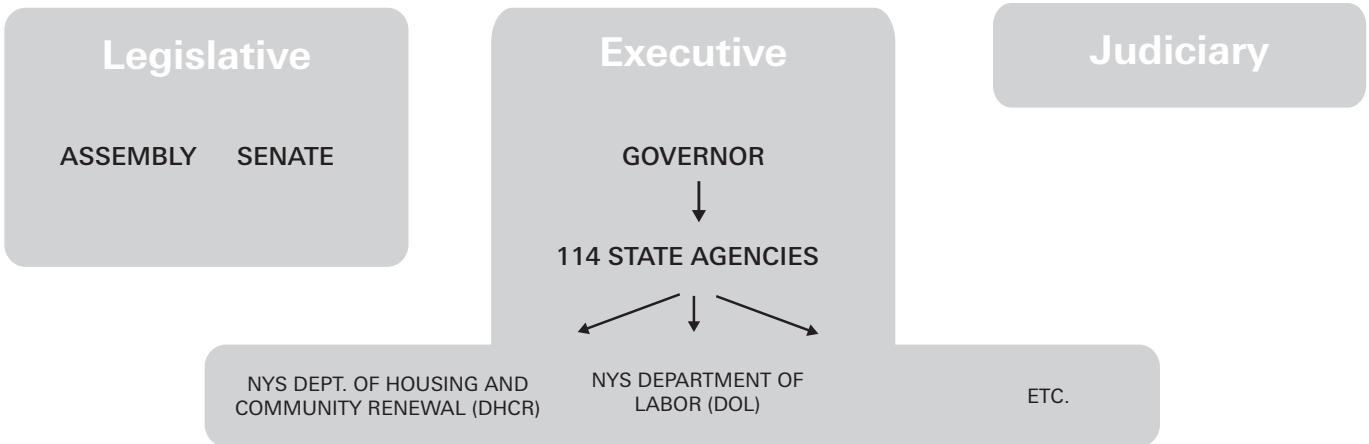 Legislative
ASSEMBLY SENATE
Executive
GOVERNOR
114 STATE AGENCIES
Judiciary
NYS DEPT. OF HOUSING AND
COMMUNITY RENEWAL (DHCR)
NYS DEPARTMENT OF
LABOR (DOL)
ETC.